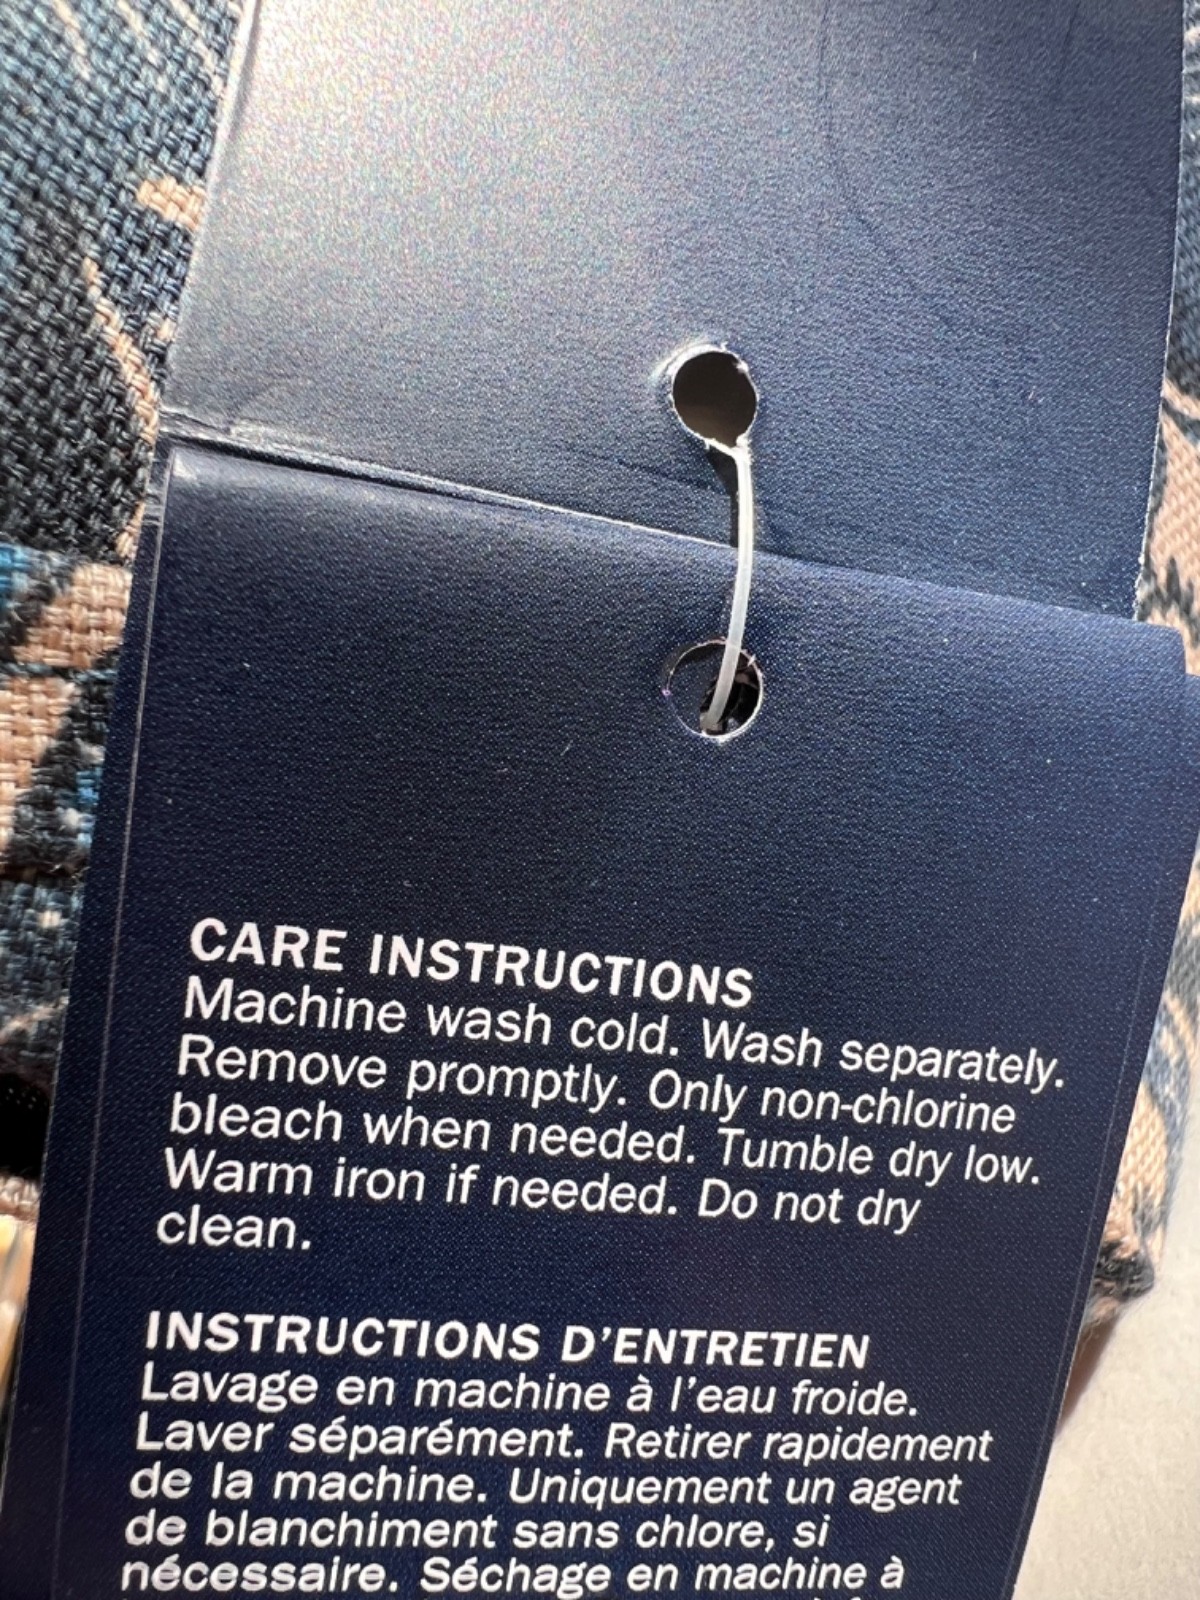 CARE INSTRUCTIONS
Machine wash cold. Wash separately.
Remove promptly. Only non-chlorine
bleach when needed. Tumble dry low.
Warm iron if needed. Do not dry
clean.
INSTRUCTIONS D'ENTRETIEN
Lavage en machine à l'eau froide.
Laver séparément. Retirer rapidement
de la machine. Uniquement un agent
de blanchiment sans chlore, si
nécessaire. Séchage en machine à